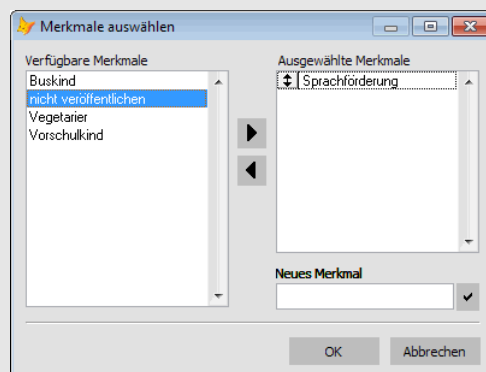 Merkmale auswählen
Verfügbare Merkmale
Buskind
nicht veröffentlichen
Vegetarier
Vorschulkind
Ausgewählte Merkmale
Sprachförderung
Neues Merkmal
OK
Abbrechen